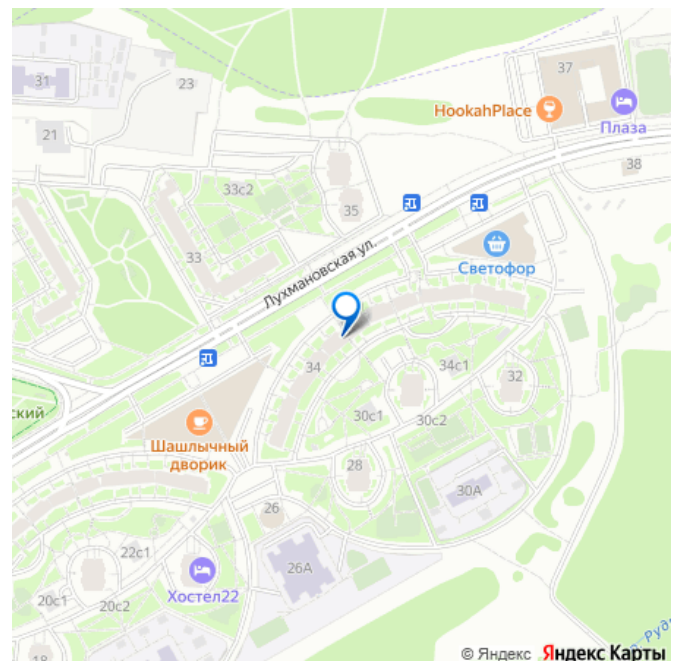 31
23
37
HookahPlace
Плаза
21
38
33с2
35
33
Лухмановская ул.
Светофор
34
34с1
32
ский
30с1
30с2
Шашлычный
дворик
28
30А
26
22с1
26А
Хостел22
20с1
20с2
18
р. Руд
© Яндекс Яндекс Карты